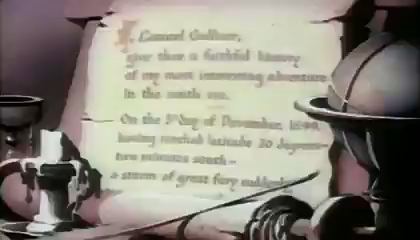 I, Lemuel Gulliver,
give thee a faithful history
of my most interesting adventure
in the south sea.
On the 5th day of November, 1699,
having reached latitude 30 degrees-
two minutes south-
a storm of great fury suddenly